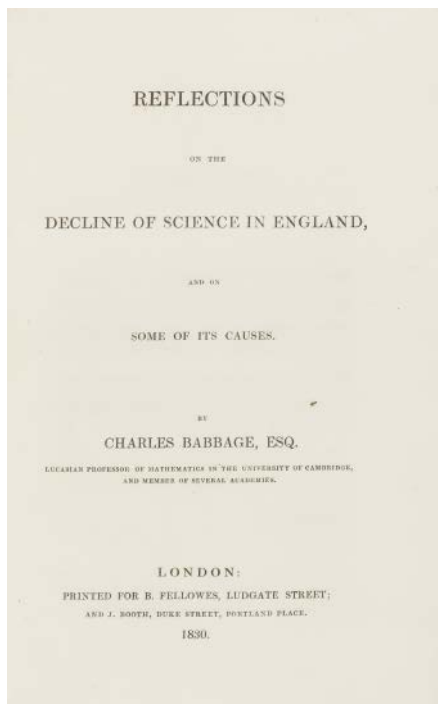 REFLECTIONS
ON THE
DECLINE OF SCIENCE IN ENGLAND,
AND ON
SOME OF ITS CAUSES.
BY
CHARLES BABBAGE, ESQ.
LUCASIAN PROFESSOR OF MATHEMATICS IN THE UNIVERSITY OF CAMBRIDGE,
AND MEMBER OF SEVERAL ACADEMIES.
LONDON:
PRINTED FOR B. FELLOWES, LUDGATE STREET;
AND J. BOOTH, DUKE STREET, PORTLAND PLACE.
1830.